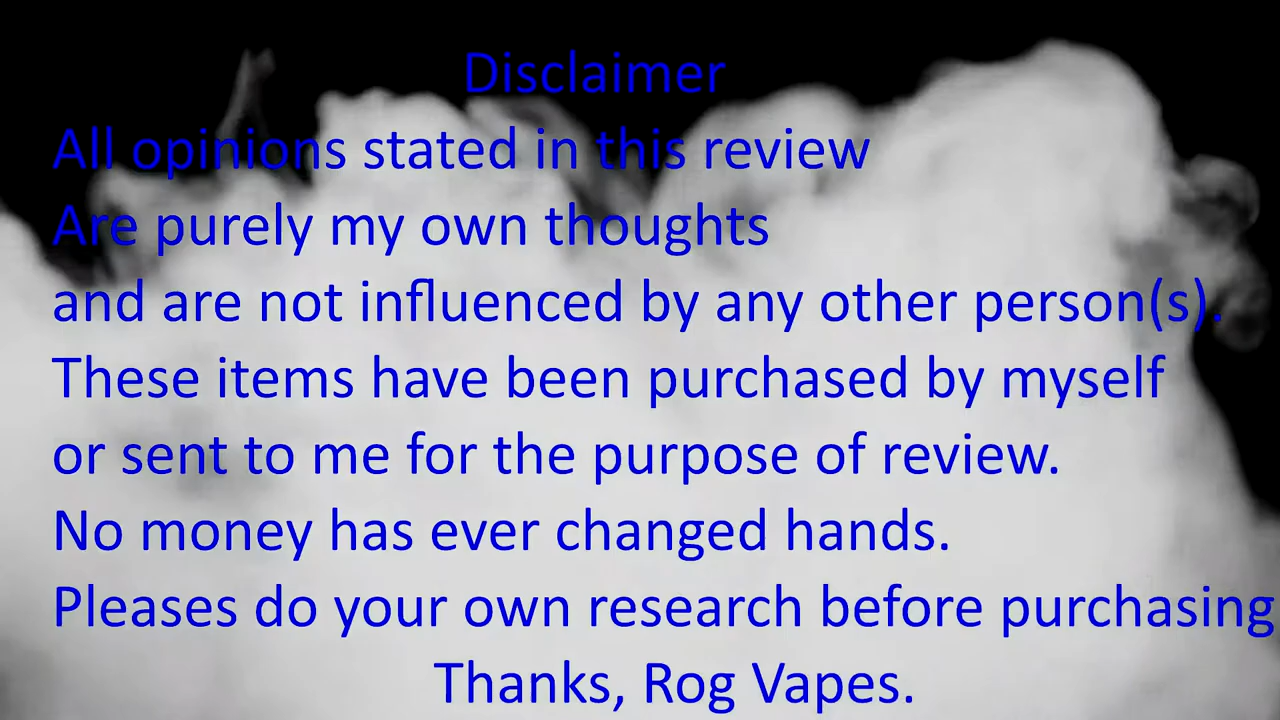 Disclaimer
All opinions stated in this review
Are purely my own thoughts
and are not influenced by any other person(s).
These items have been purchased by myself
or sent to me for the purpose of review.
No money has ever changed hands.
Pleases do your own research before purchasing
Thanks, Rog Vapes.